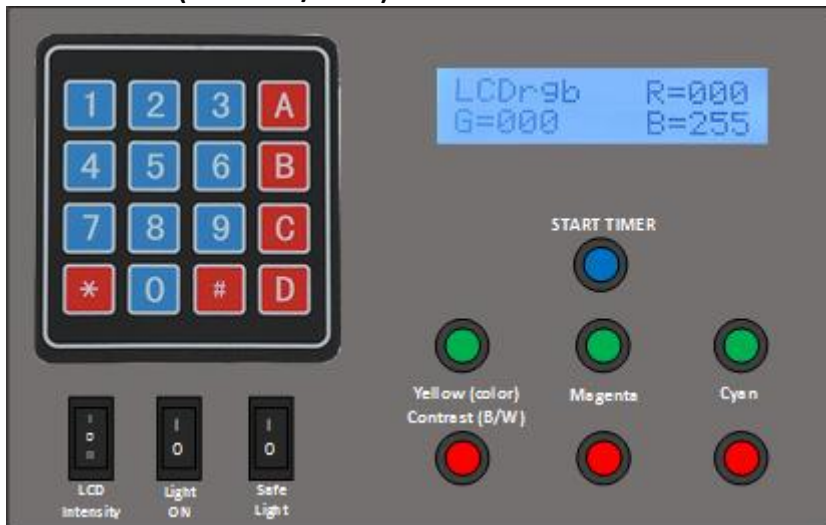 1 2 3 A
4 5 6 B
7 8 9 C
* 0 # D
LCDrgb R=000
G=000 B=255
START TIMER
Yellow (color)
Contrast (B/W)
Magenta
Cyan
LCD
Intensity
Light
ON
Safe
Light